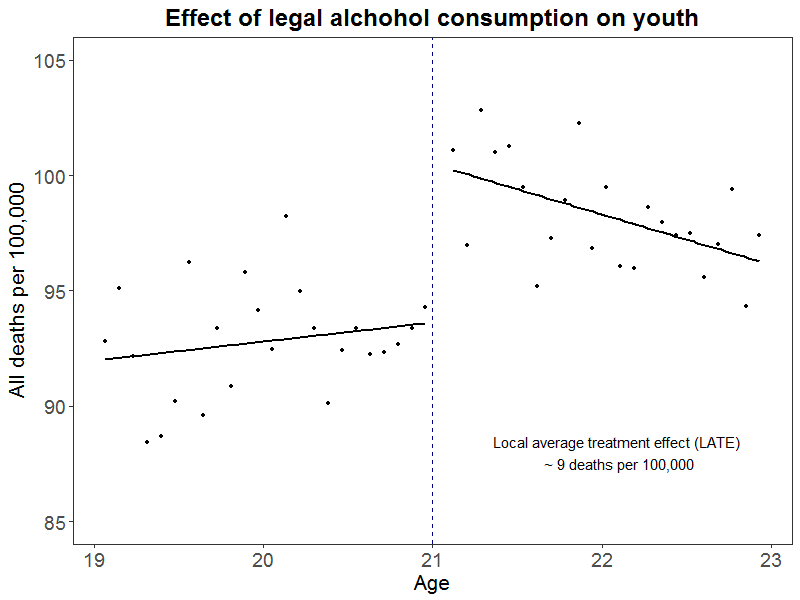 Effect of legal alchohol consumption on youth
All deaths per 100,000
105
100
95
90
85
Local average treatment effect (LATE)
~ 9 deaths per 100,000
19 20 21 22 23
Age